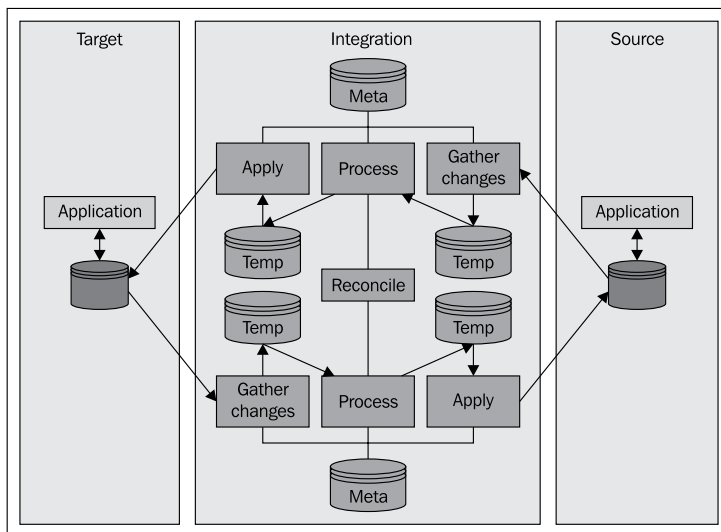 Target
Integration
Source
Meta
Apply
Process
Gather
changes
Application
Application
Temp
Temp
Reconcile
Temp
Temp
Gather
changes
Process
Apply
Meta